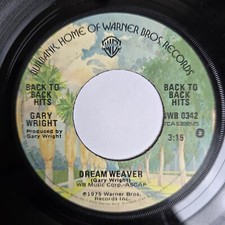 BURBANK, HOME OF WARNER BROS. RECORDS
WB
BACK TO
BACK
HITS
BACK TO
BACK
HITS
GARY
WRIGHT
Produced by
Gary Wright
GWB 0342
3:15
DREAM WEAVER
(Gary Wright)
WB Music Corp.-ASCAP
©1975 Warner Bros.
Records Inc.